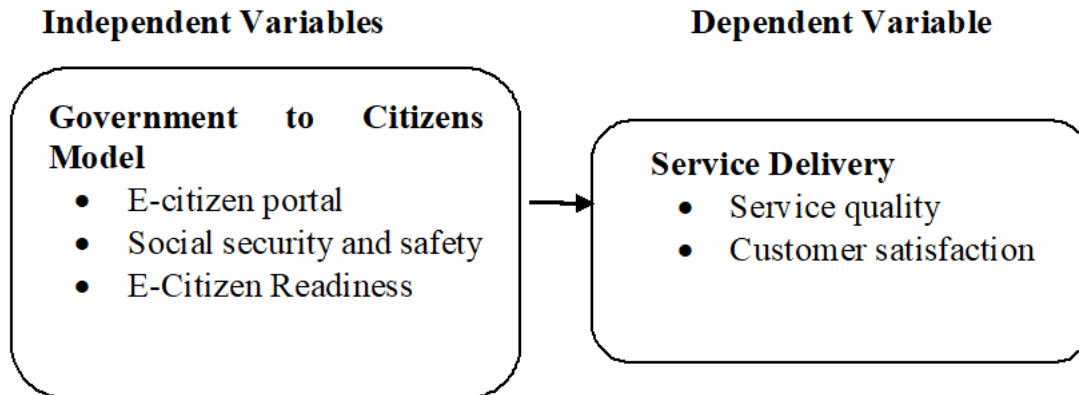 Independent Variables
Dependent Variable
Government to Citizens
Model
• E-citizen portal
• Social security and safety
• E-Citizen Readiness
Service Delivery
• Service quality
• Customer satisfaction